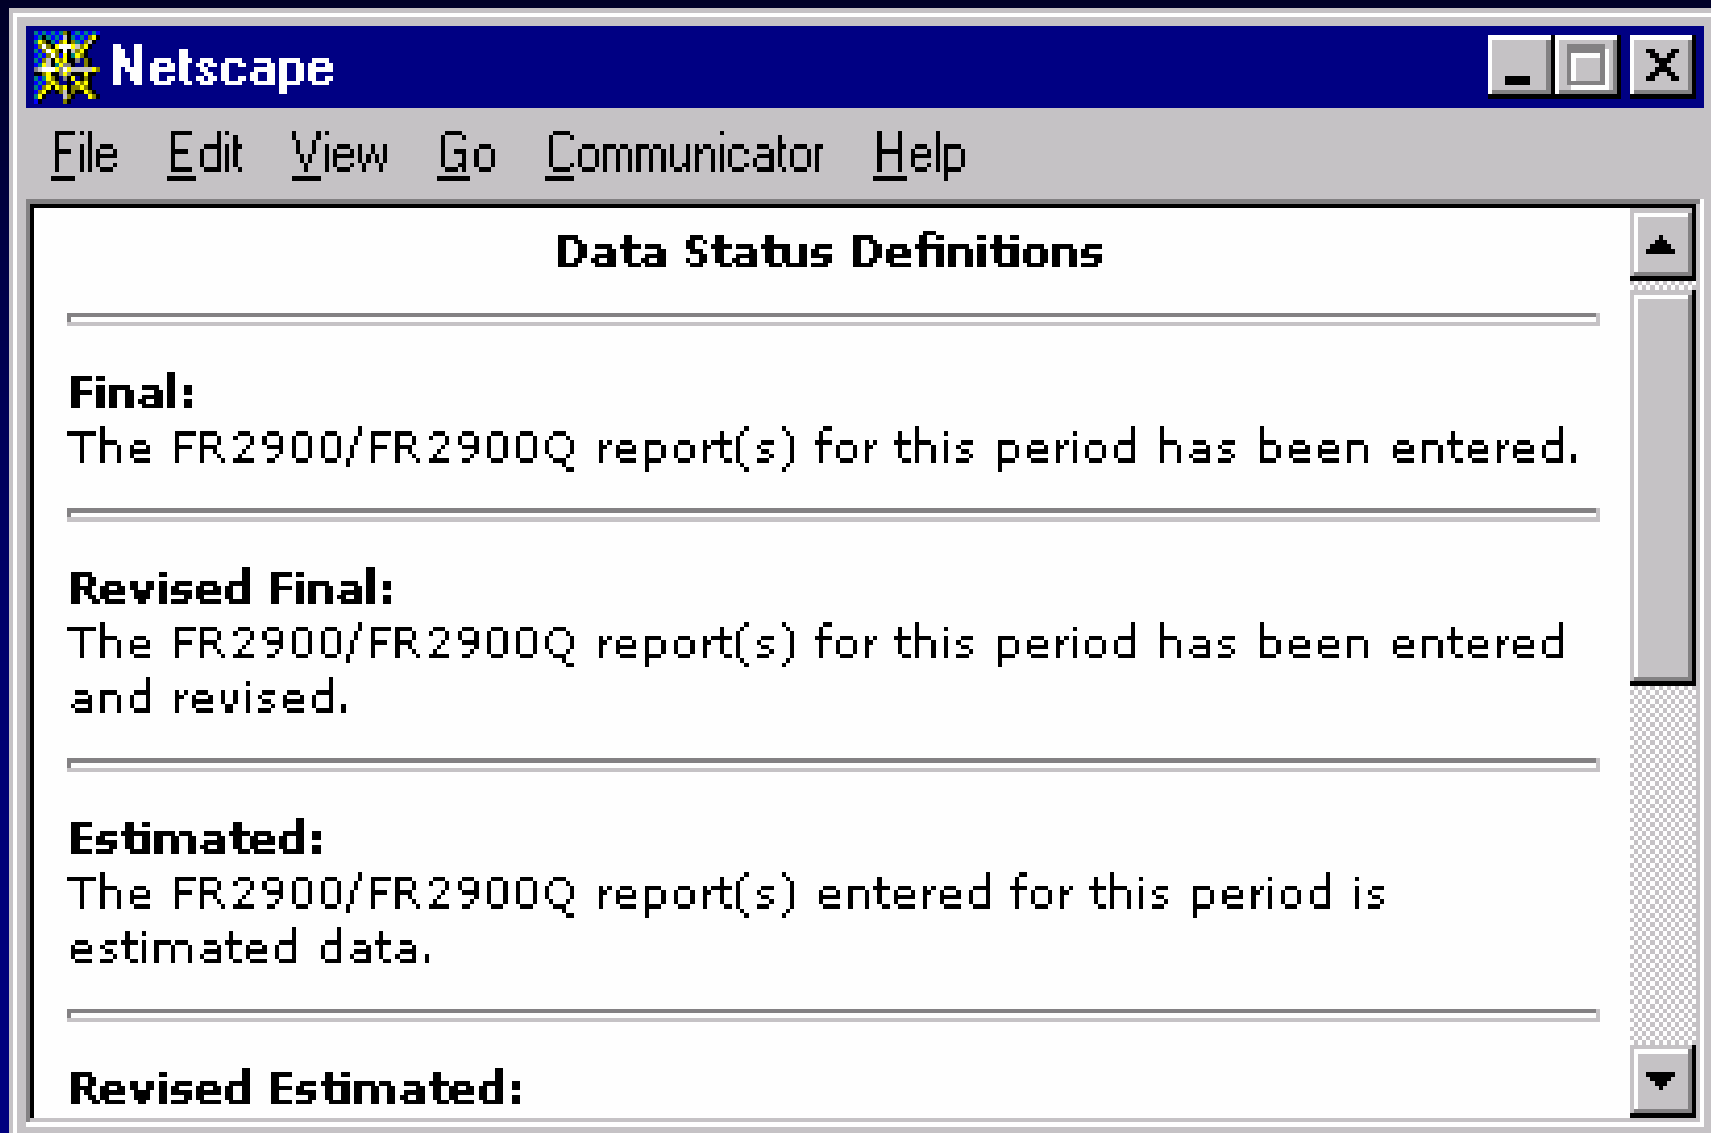 Netscape
File Edit View Go Communicator Help
Data Status Definitions
Final:
The FR2900/FR2900Q report(s) for this period has been entered.
Revised Final:
The FR2900/FR2900Q report(s) for this period has been entered
and revised.
Estimated:
The FR2900/FR2900Q report(s) entered for this period is
estimated data.
Revised Estimated: